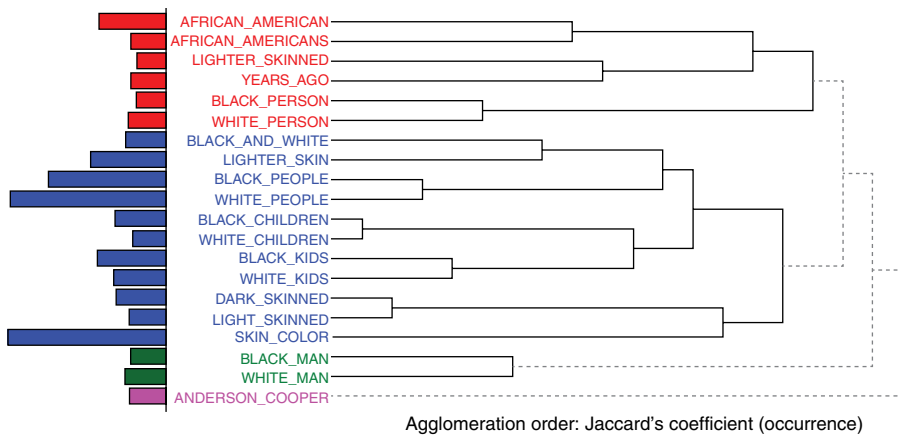 AFRICAN_AMERICAN
AFRICAN_AMERICANS
LIGHTER_SKINNED
YEARS_AGO
BLACK_PERSON
WHITE_PERSON
BLACK_AND_WHITE
LIGHTER_SKIN
BLACK_PEOPLE
WHITE_PEOPLE
BLACK_CHILDREN
WHITE_CHILDREN
BLACK_KIDS
WHITE_KIDS
DARK_SKINNED
LIGHT_SKINNED
SKIN_COLOR
BLACK_MAN
WHITE_MAN
ANDERSON_COOPER
Agglomeration order: Jaccard's coefficient (occurrence)